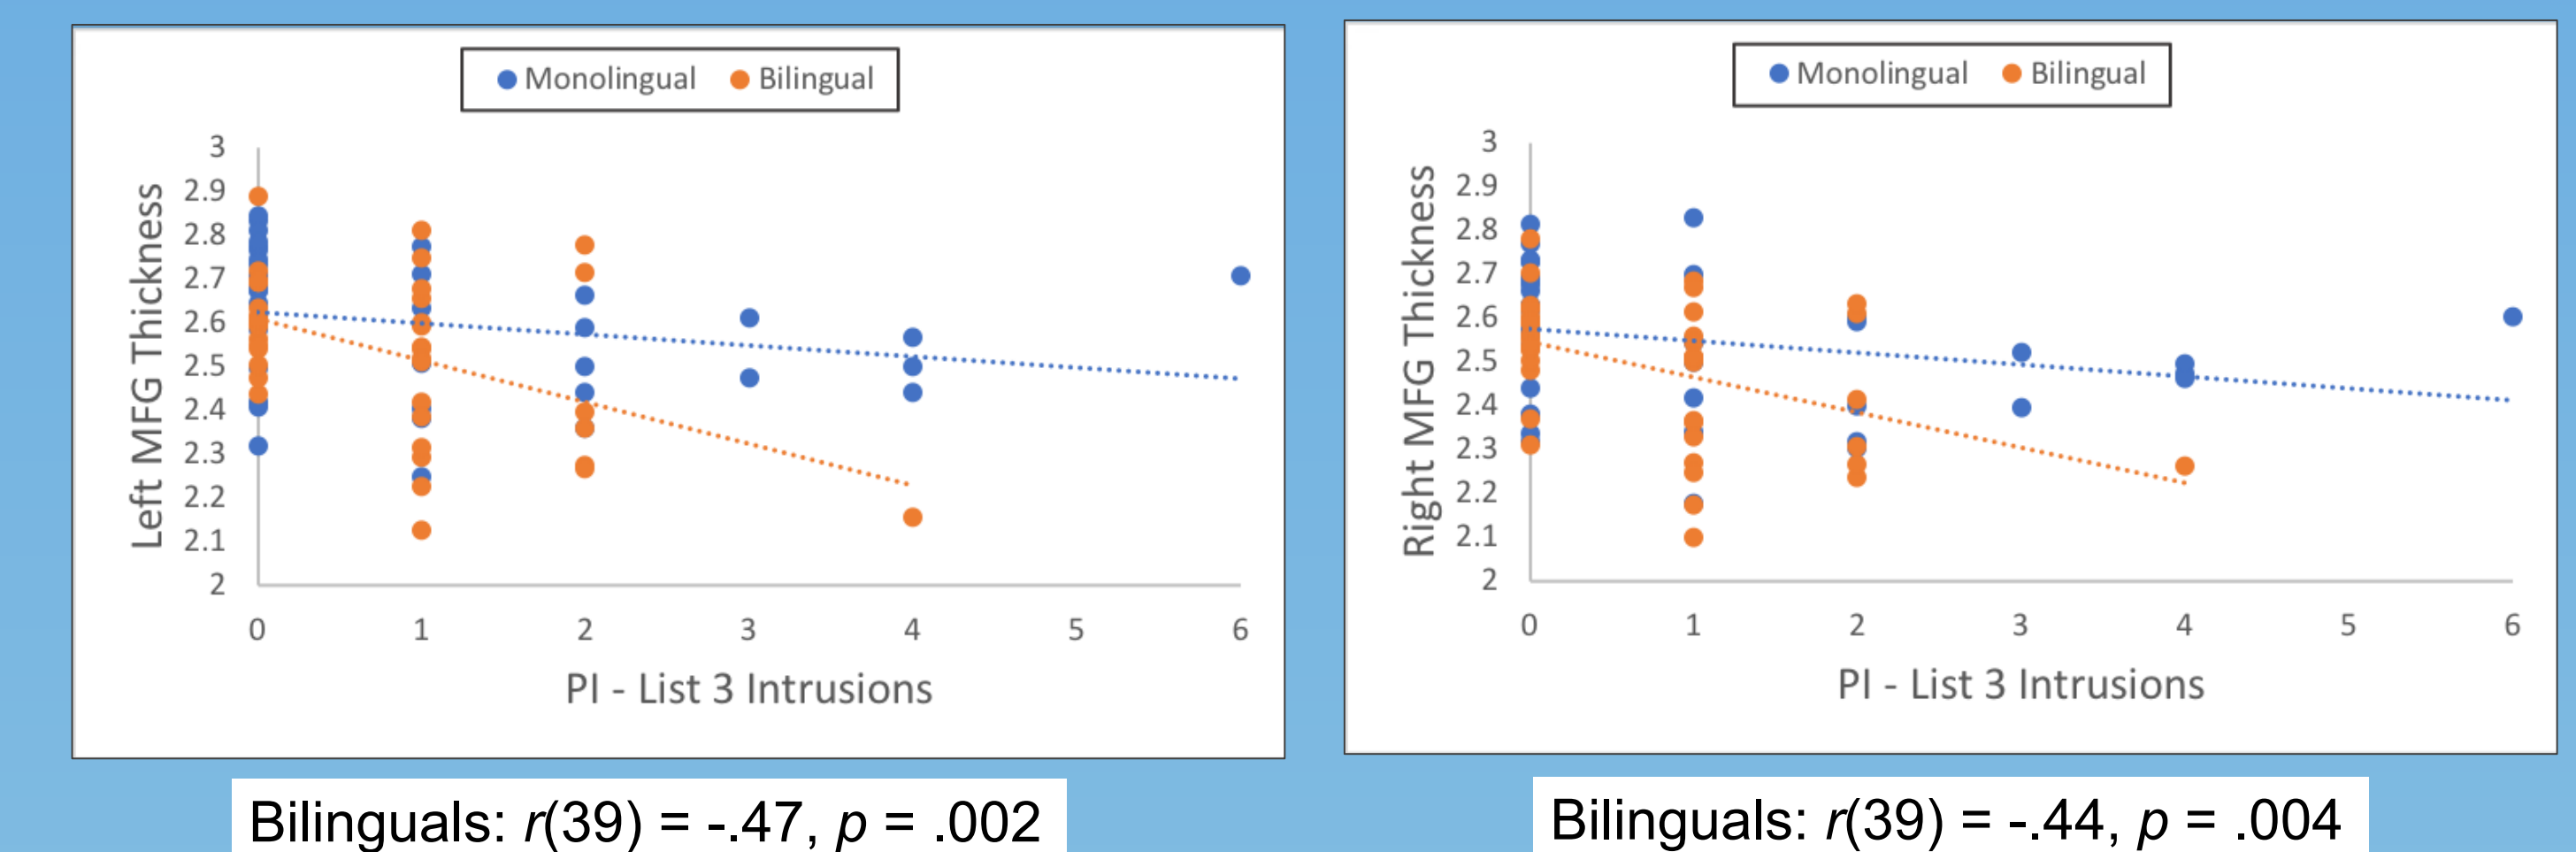 Monolingual Bilingual
3
2.9
2.8
2.7
2.6
2.5
2.4
2.3
2.2
2.1
2
Left MFG Thickness
0 1 2 3 4 5 6
PI - List 3 Intrusions
Bilinguals: r(39) = -.47, p = .002
Monolingual Bilingual
3
2.9
2.8
2.7
2.6
2.5
2.4
2.3
2.2
2.1
2
Right MFG Thickness
0 1 2 3 4 5 6
PI - List 3 Intrusions
Bilinguals: r(39) = -.44, p = .004